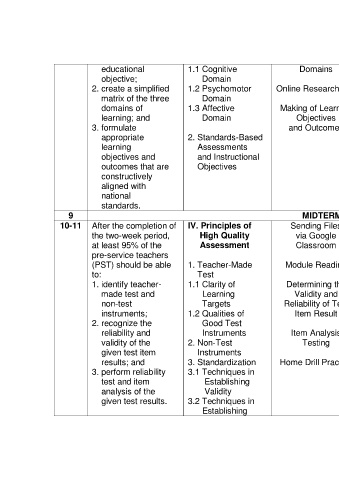 educational
objective;
2. create a simplified
matrix of the three
domains of
learning; and
3. formulate
appropriate
learning
objectives and
outcomes that are
constructively
aligned with
national
standards.
1.1 Cognitive
Domain
1.2 Psychomotor
Domain
1.3 Affective
Domain
2. Standards-Based
Assessments
and Instructional
Objectives
Domains
Online Research
Making of Learn
Objectives
and Outcome
9
MIDTERM
10-11
After the completion of
the two-week period,
at least 95% of the
pre-service teachers
(PST) should be able
to:
1. identify teacher-
made test and
non-test
instruments;
2. recognize the
reliability and
validity of the
given test item
results; and
3. perform reliability
test and item
analysis of the
given test results.
IV. Principles of
High Quality
Assessment
1. Teacher-Made
Test
1.1 Clarity of
Learning
Targets
1.2 Qualities of
Good Test
Instruments
2. Non-Test
Instruments
3. Standardization
3.1 Techniques in
Establishing
Validity
3.2 Techniques in
Establishing
Sending Files
via Google
Classroom
Module Readin
Determining th
Validity and
Reliability of Te
Item Result
Item Analysis
Testing
Home Drill Prac